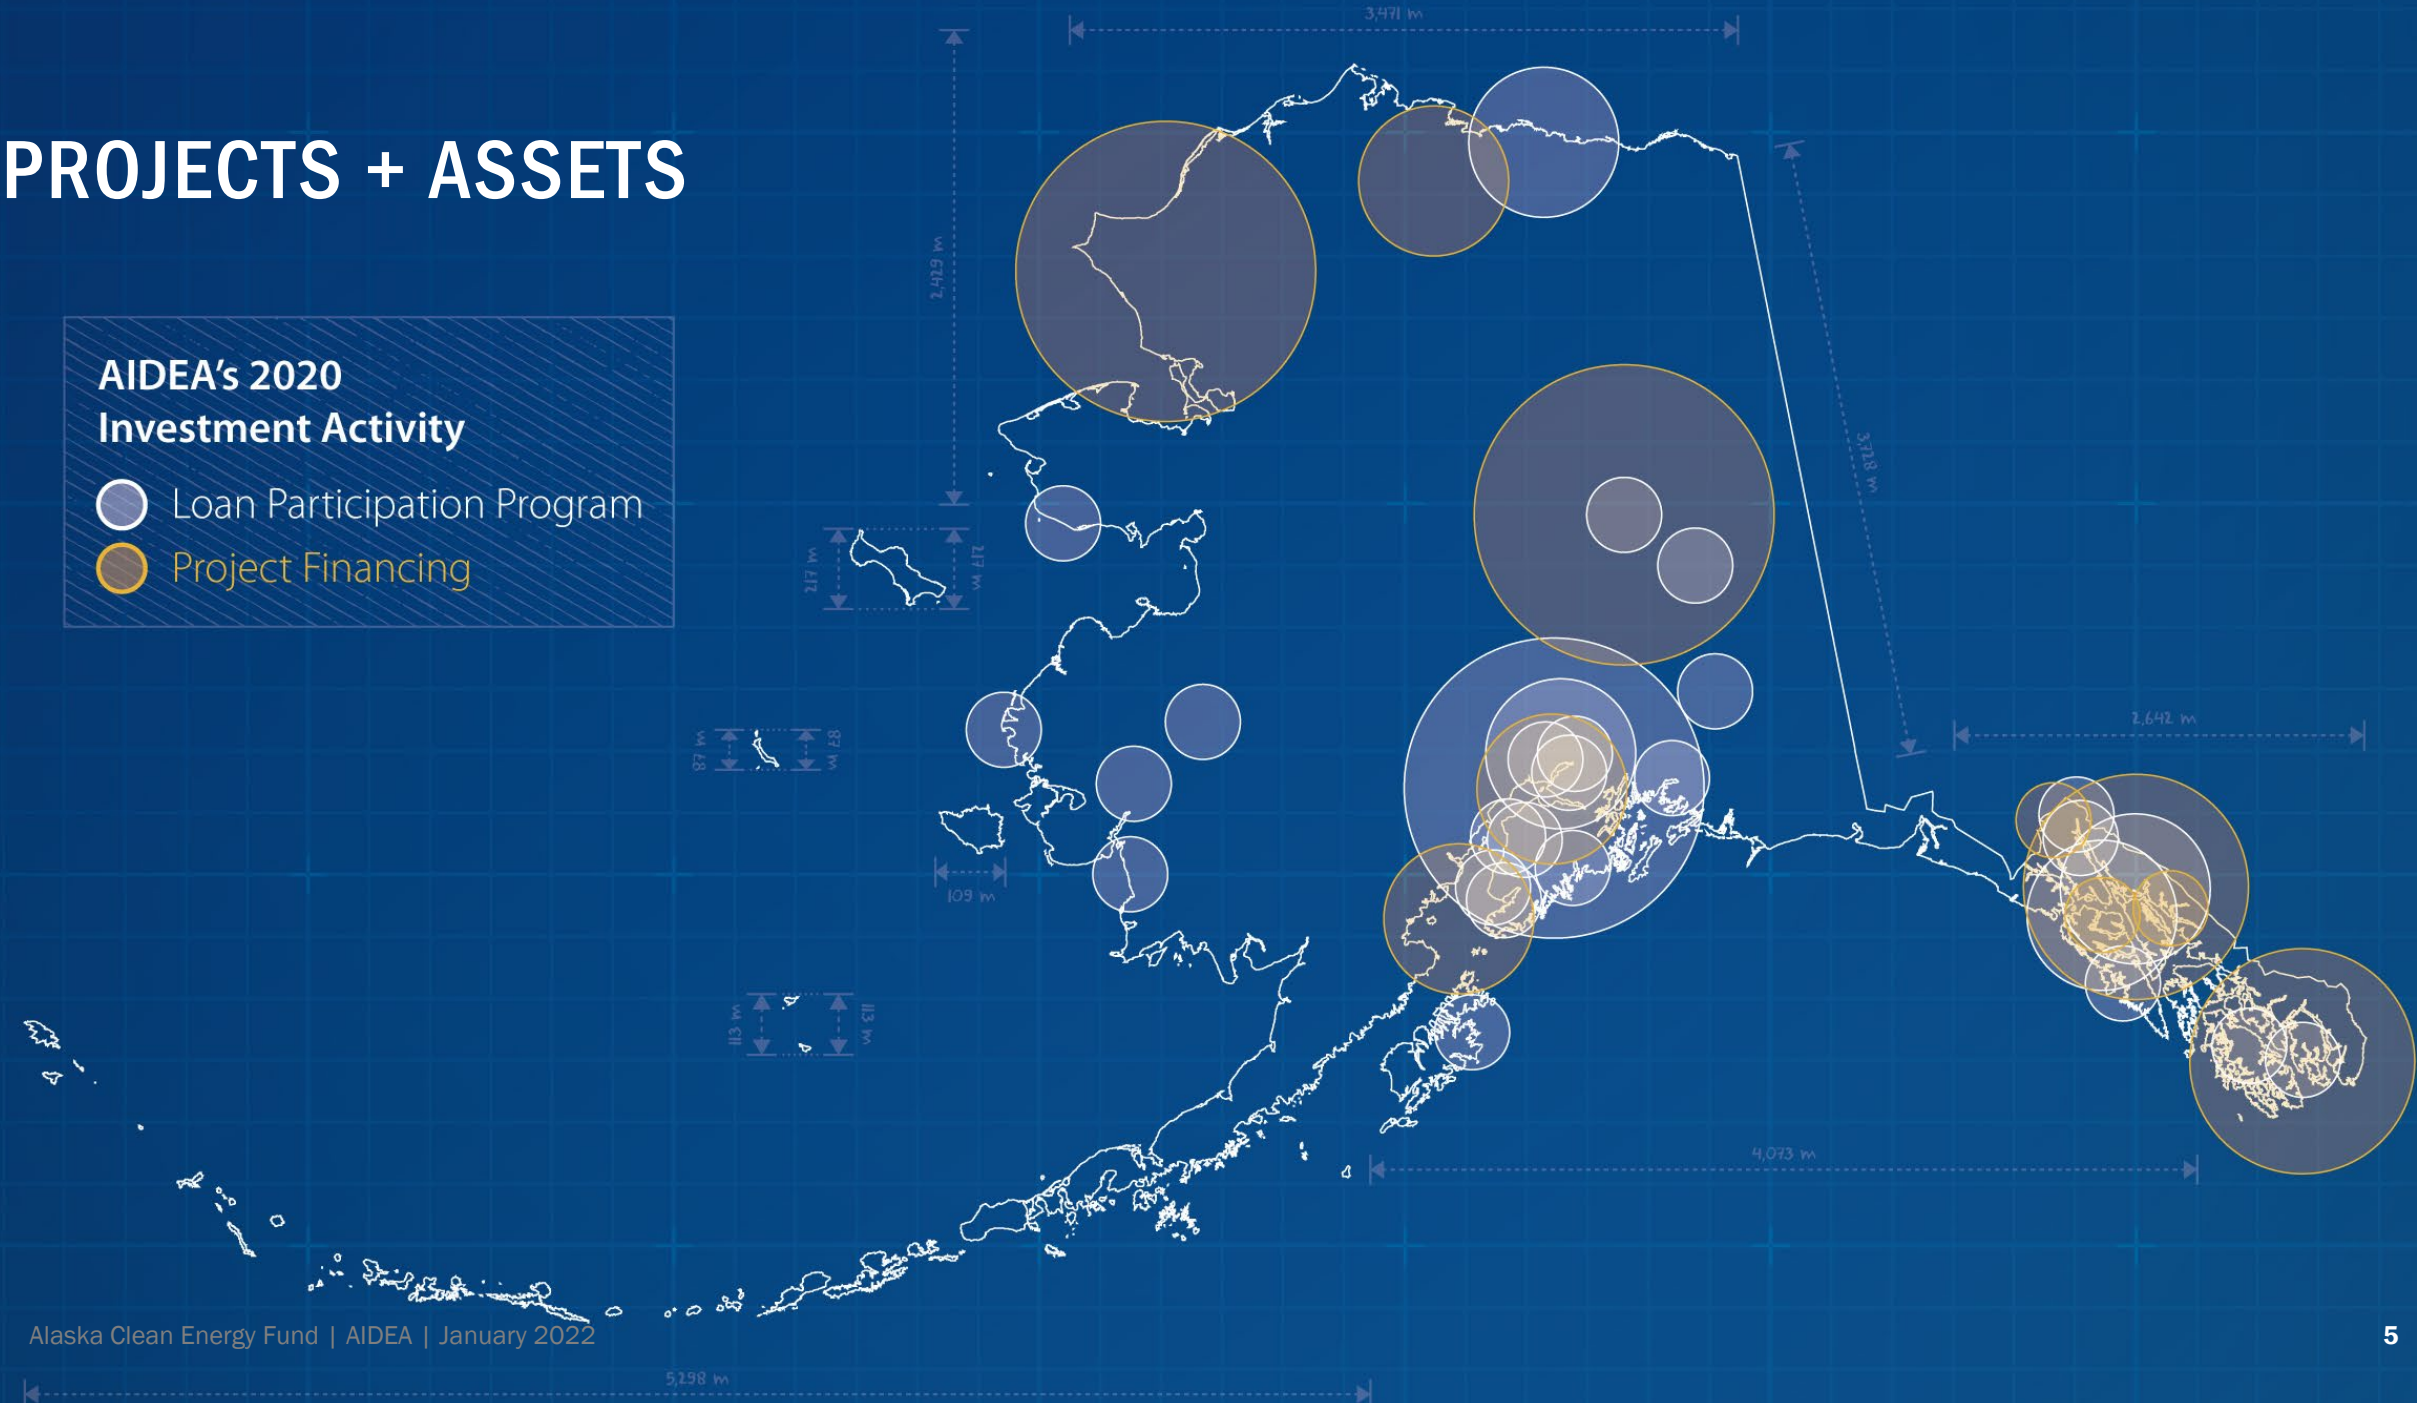 3,471 m
PROJECTS + ASSETS
2,429 m
AIDEA's 2020
Investment Activity
Loan Participation Program
Project Financing
3,728 m
217 m
217 m
2,642 m
87 m
87 m
109 m
113 m
113 m
4,073 m
Alaska Clean Energy Fund | AIDEA | January 2022
5
5,298 m